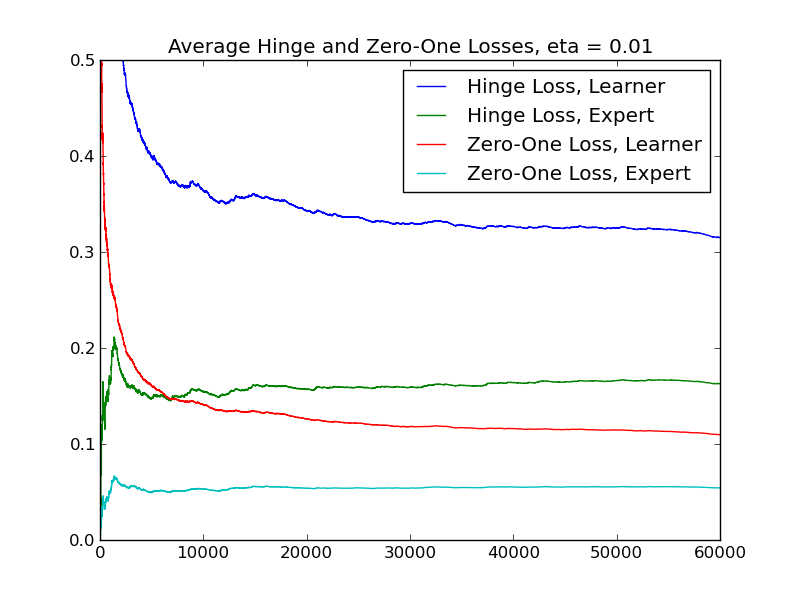 Average Hinge and Zero-One Losses, eta = 0.01
0.5
0.4
0.3
0.2
0.1
0.0
Hinge Loss, Learner
Hinge Loss, Expert
Zero-One Loss, Learner
Zero-One Loss, Expert
0 10000 20000 30000 40000 50000 60000